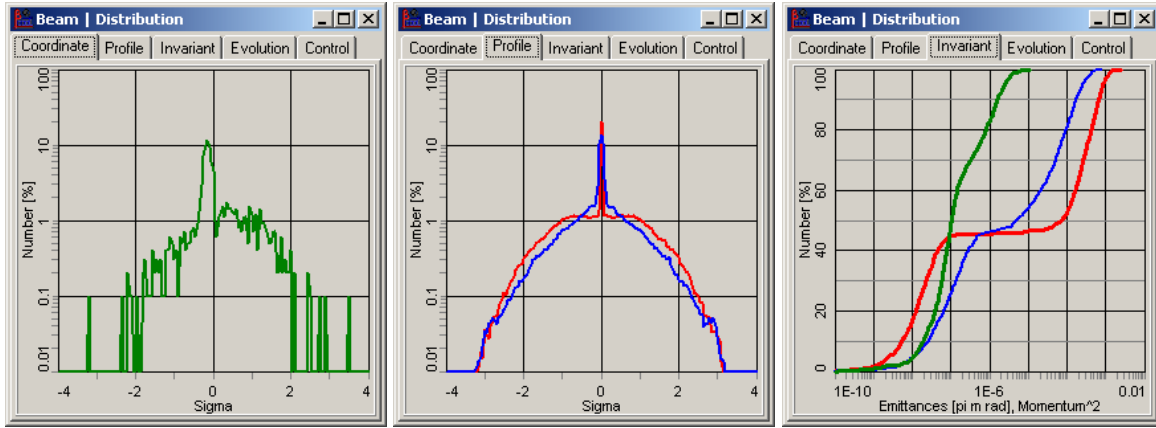 Beam | Distribution
Coordinate Profile Invariant Evolution Control
Number [%]
100
10
1
0.1
0.01
-4 -2 0 2 4
Sigma
Beam | Distribution
Coordinate Profile Invariant Evolution Control
Number [%]
100
10
1
0.1
0.01
-4 -2 0 2 4
Sigma
Beam | Distribution
Coordinate Profile Invariant Evolution Control
Number [%]
100
80
60
40
20
0
1E-10 1E-6 0.01
Emittances [pi m rad], Momentum^2